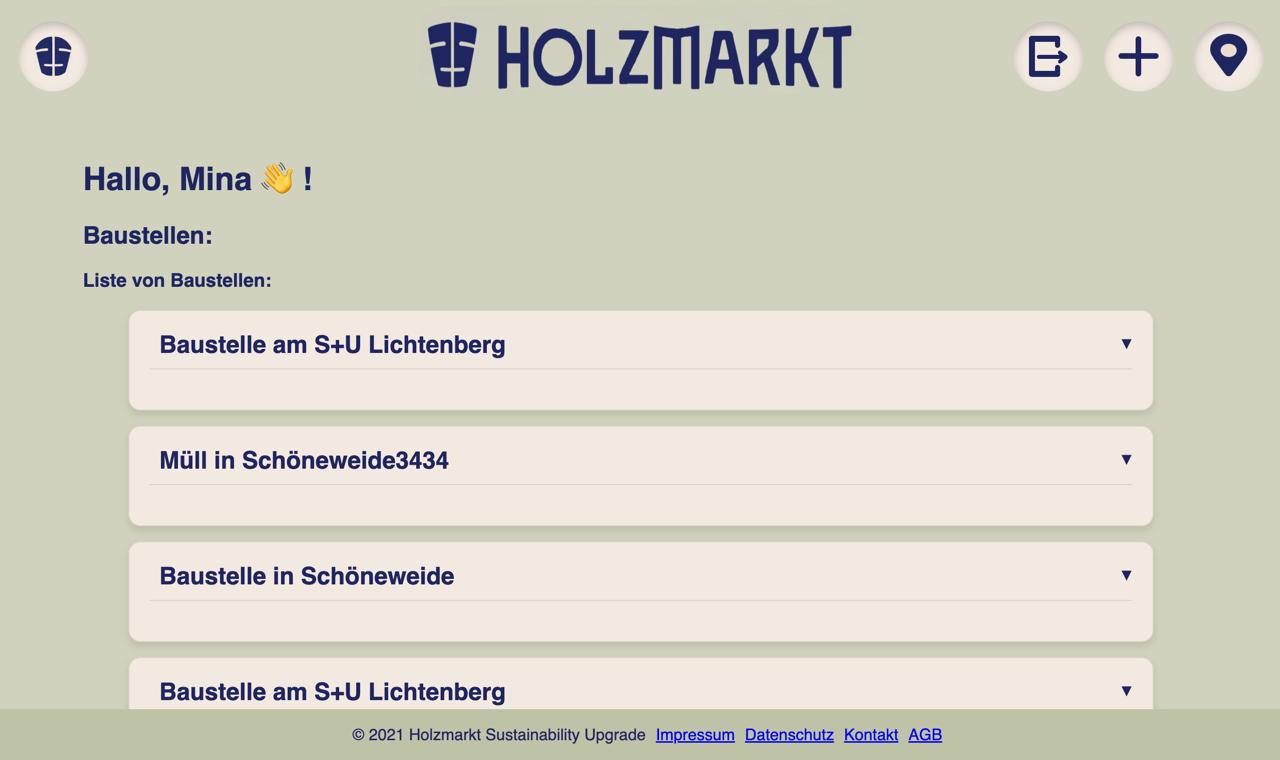 HOLZMARKT
Hallo, Mina 👋 !
Baustellen:
Liste von Baustellen:
Baustelle am S+U Lichtenberg ▼
Müll in Schöneweide3434 ▼
Baustelle in Schöneweide ▼
Baustelle am S+U Lichtenberg ▼
© 2021 Holzmarkt Sustainability Upgrade Impressum Datenschutz Kontakt AGB